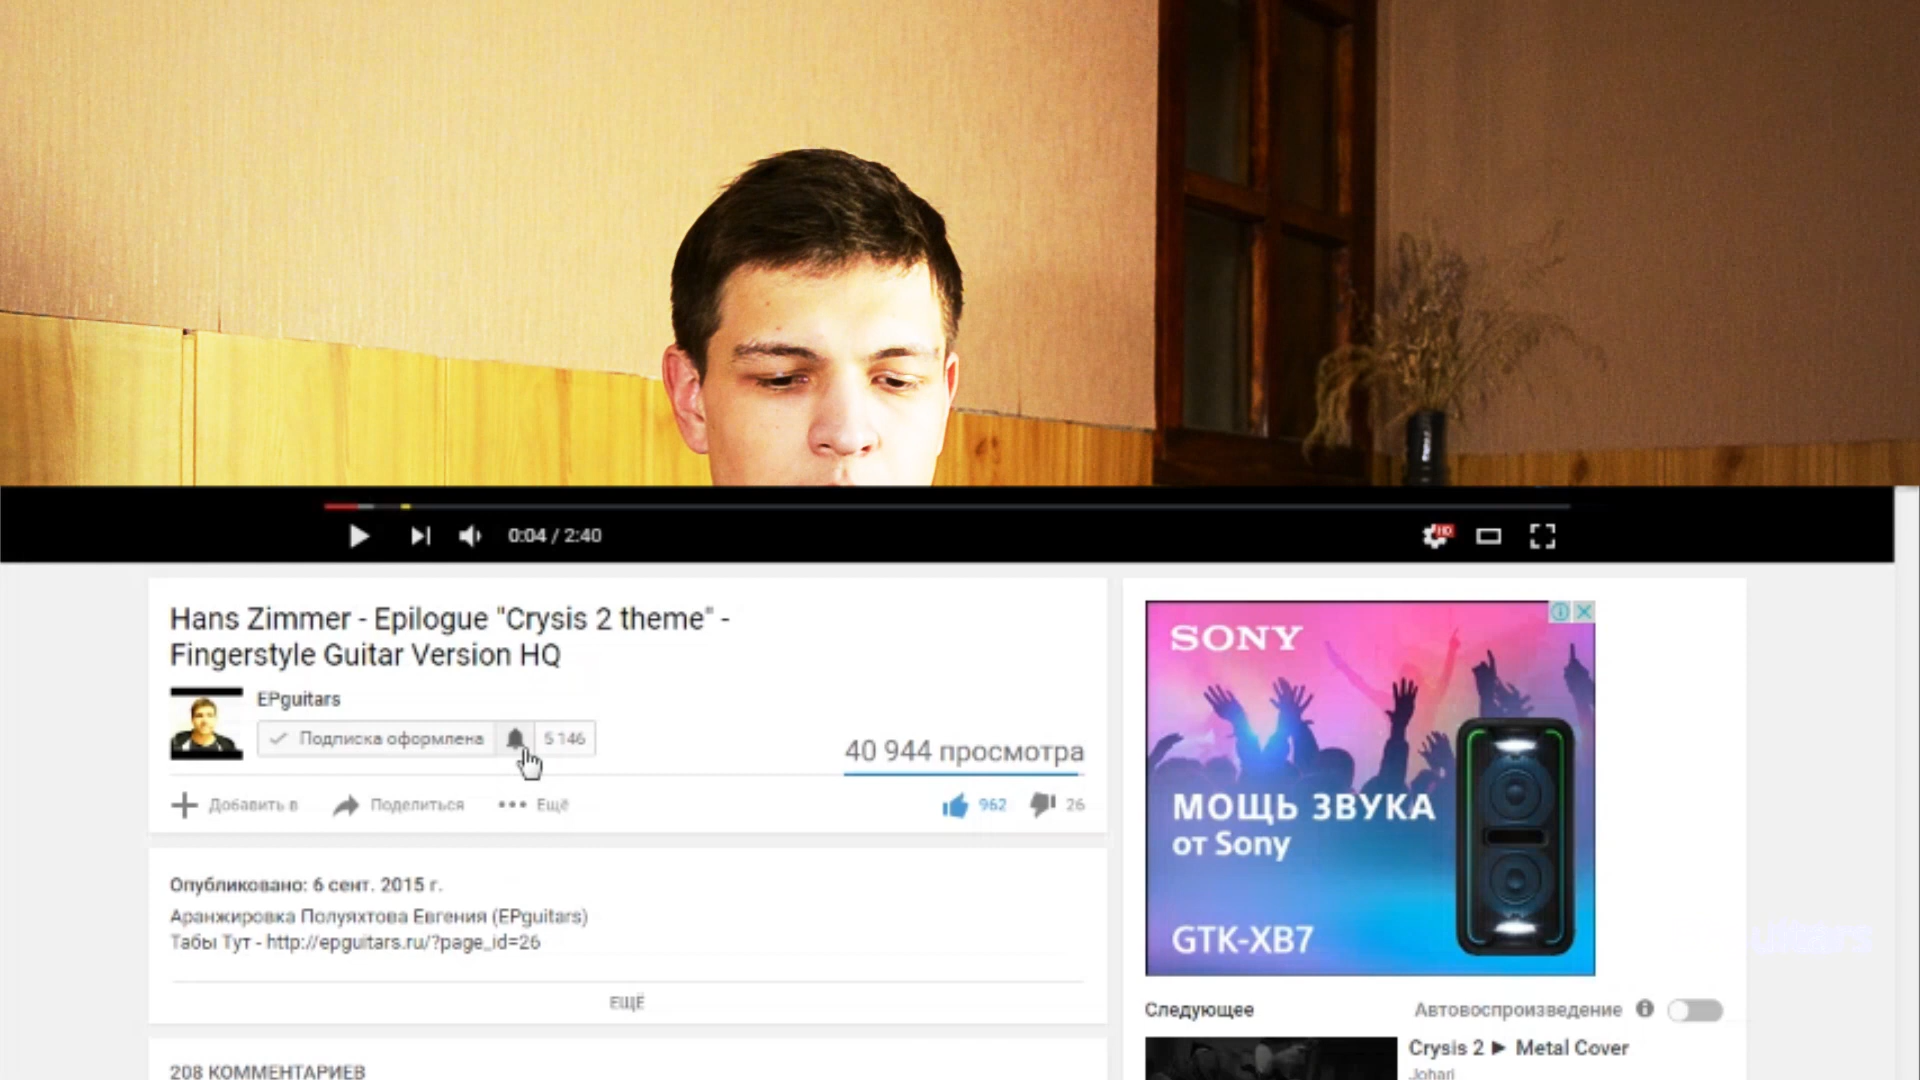 0:04 / 2:40
HD
Hans Zimmer - Epilogue "Crysis 2 theme" -
Fingerstyle Guitar Version HQ
EPguitars
Подписка оформлена 5 146
40 944 просмотра
Добавить в Поделиться Ещё 962 26
Опубликовано: 6 сент. 2015 г.
Аранжировка Полуяхтова Евгения (EPguitars)
Табы Тут - http://epguitars.ru/?page_id=26
ЕЩЁ
208 КОММЕНТАРИЕВ
SONY
МОЩЬ ЗВУКА
от Sony
GTK-XB7
Следующее Автовоспроизведение
Crysis 2 ► Metal Cover
Johari